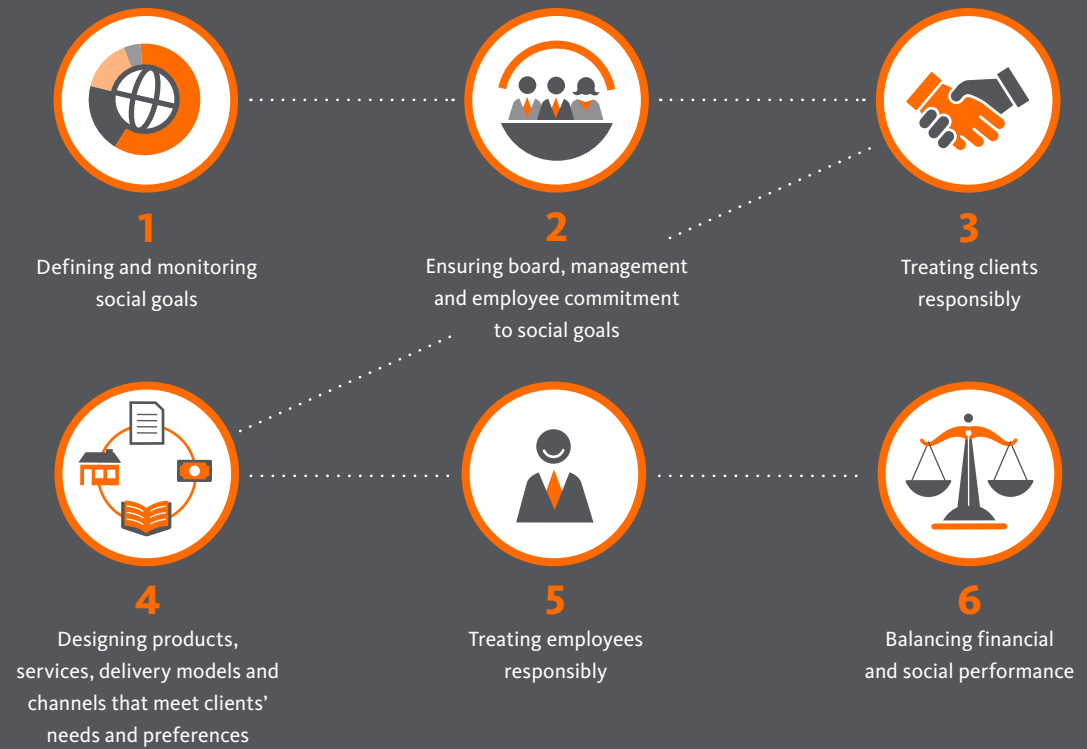 1
Defining and monitoring
social goals
2
Ensuring board, management
and employee commitment
to social goals
3
Treating clients
responsibly
4
Designing products,
services, delivery models and
channels that meet clients’
needs and preferences
5
Treating employees
responsibly
6
Balancing financial
and social performance